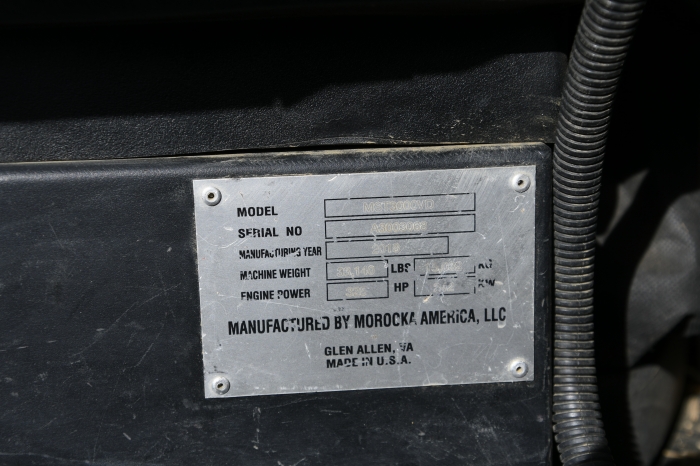 MODEL
SERIAL NO
MANUFACTURING YEAR
MACHINE WEIGHT LBS KG
ENGINE POWER HP KW
MANUFACTURED BY MOROCKA AMERICA, LLC
GLEN ALLEN, VA
MADE IN U.S.A.